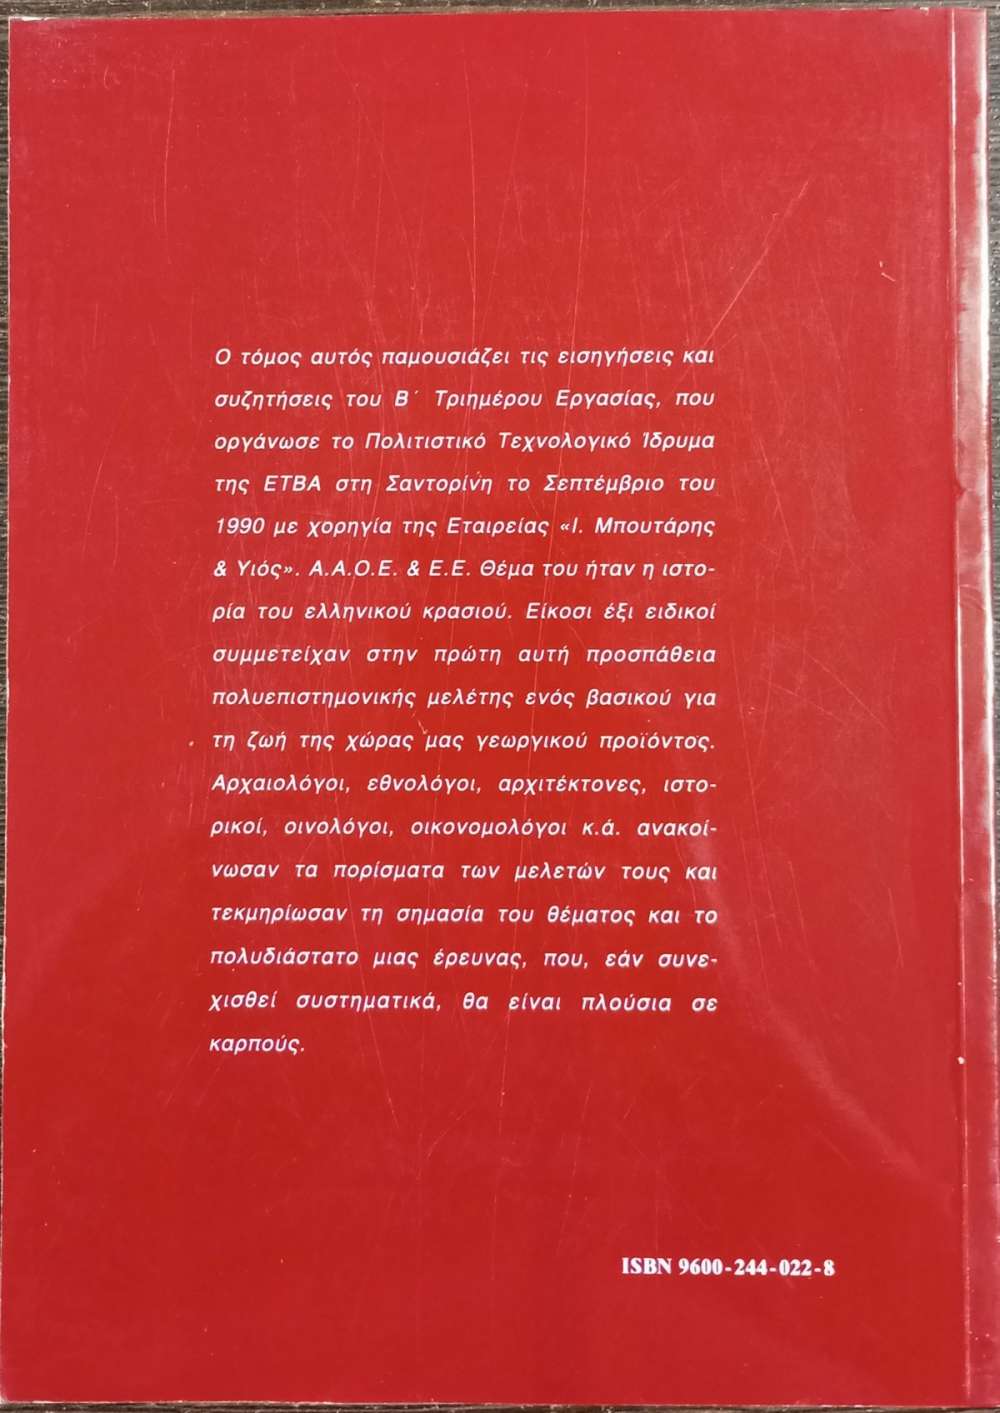 Ο τόμος αυτός παμουσιάζει τις εισηγήσεις και
συζητήσεις του Β΄ Τριημέρου Εργασίας, που
οργάνωσε το Πολιτιστικό Τεχνολογικό Ίδρυμα
της ΕΤΒΑ στη Σαντορίνη το Σεπτέμβριο του
1990 με χορηγία της Εταιρείας «Ι. Μπουτάρης
& Υιός». Α.Α.Ο.Ε. & Ε.Ε. Θέμα του ήταν η ιστο-
ρία του ελληνικού κρασιού. Είκοσι έξι ειδικοί
συμμετείχαν στην πρώτη αυτή προσπάθεια
πολυεπιστημονικής μελέτης ενός βασικού για
τη ζωή της χώρας μας γεωργικού προϊόντος.
Αρχαιολόγοι, εθνολόγοι, αρχιτέκτονες, ιστο-
ρικοί, οινολόγοι, οικονομολόγοι κ.ά. ανακοί-
νωσαν τα πορίσματα των μελετών τους και
τεκμηρίωσαν τη σημασία του θέματος και το
πολυδιάστατο μιας έρευνας, που, εάν συνε-
χισθεί συστηματικά, θα είναι πλούσια σε
καρπούς.
ISBN 9600-244-022-8